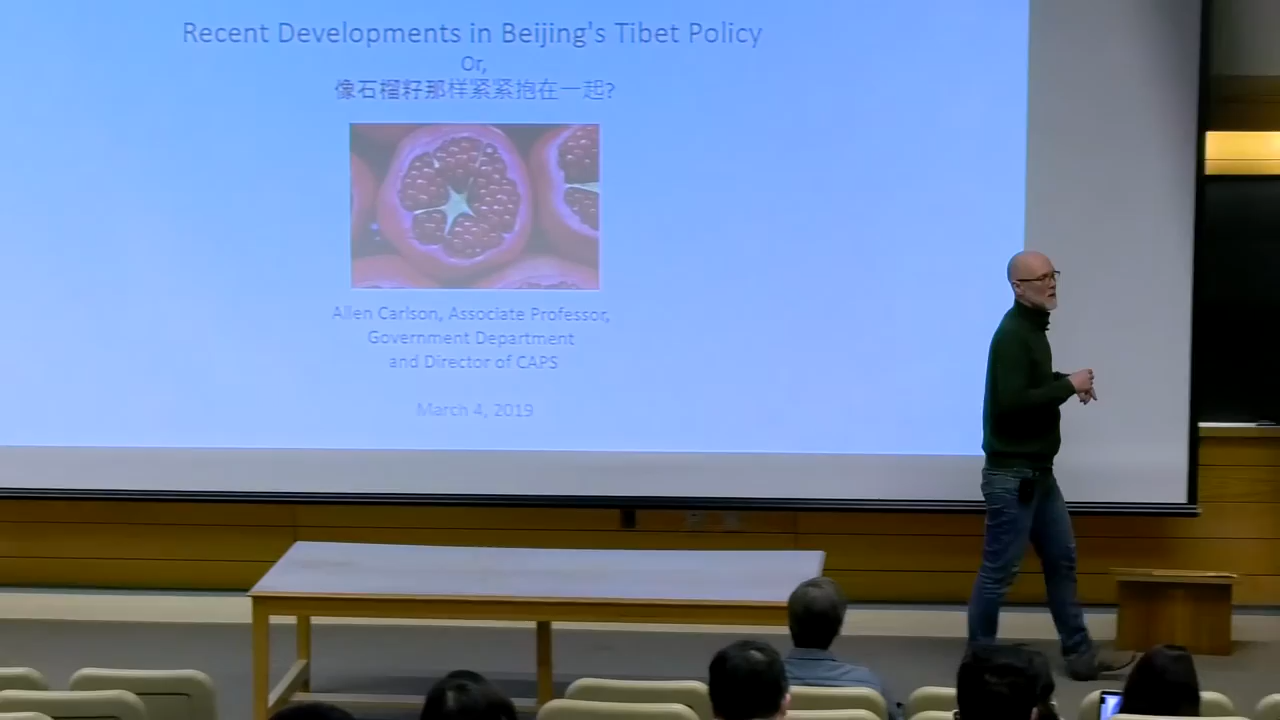 Recent Developments in Beijing's Tibet Policy
Or,
像石榴籽那样紧紧抱在一起?
Allen Carlson, Associate Professor,
Government Department
and Director of CAPS
March 4, 2019